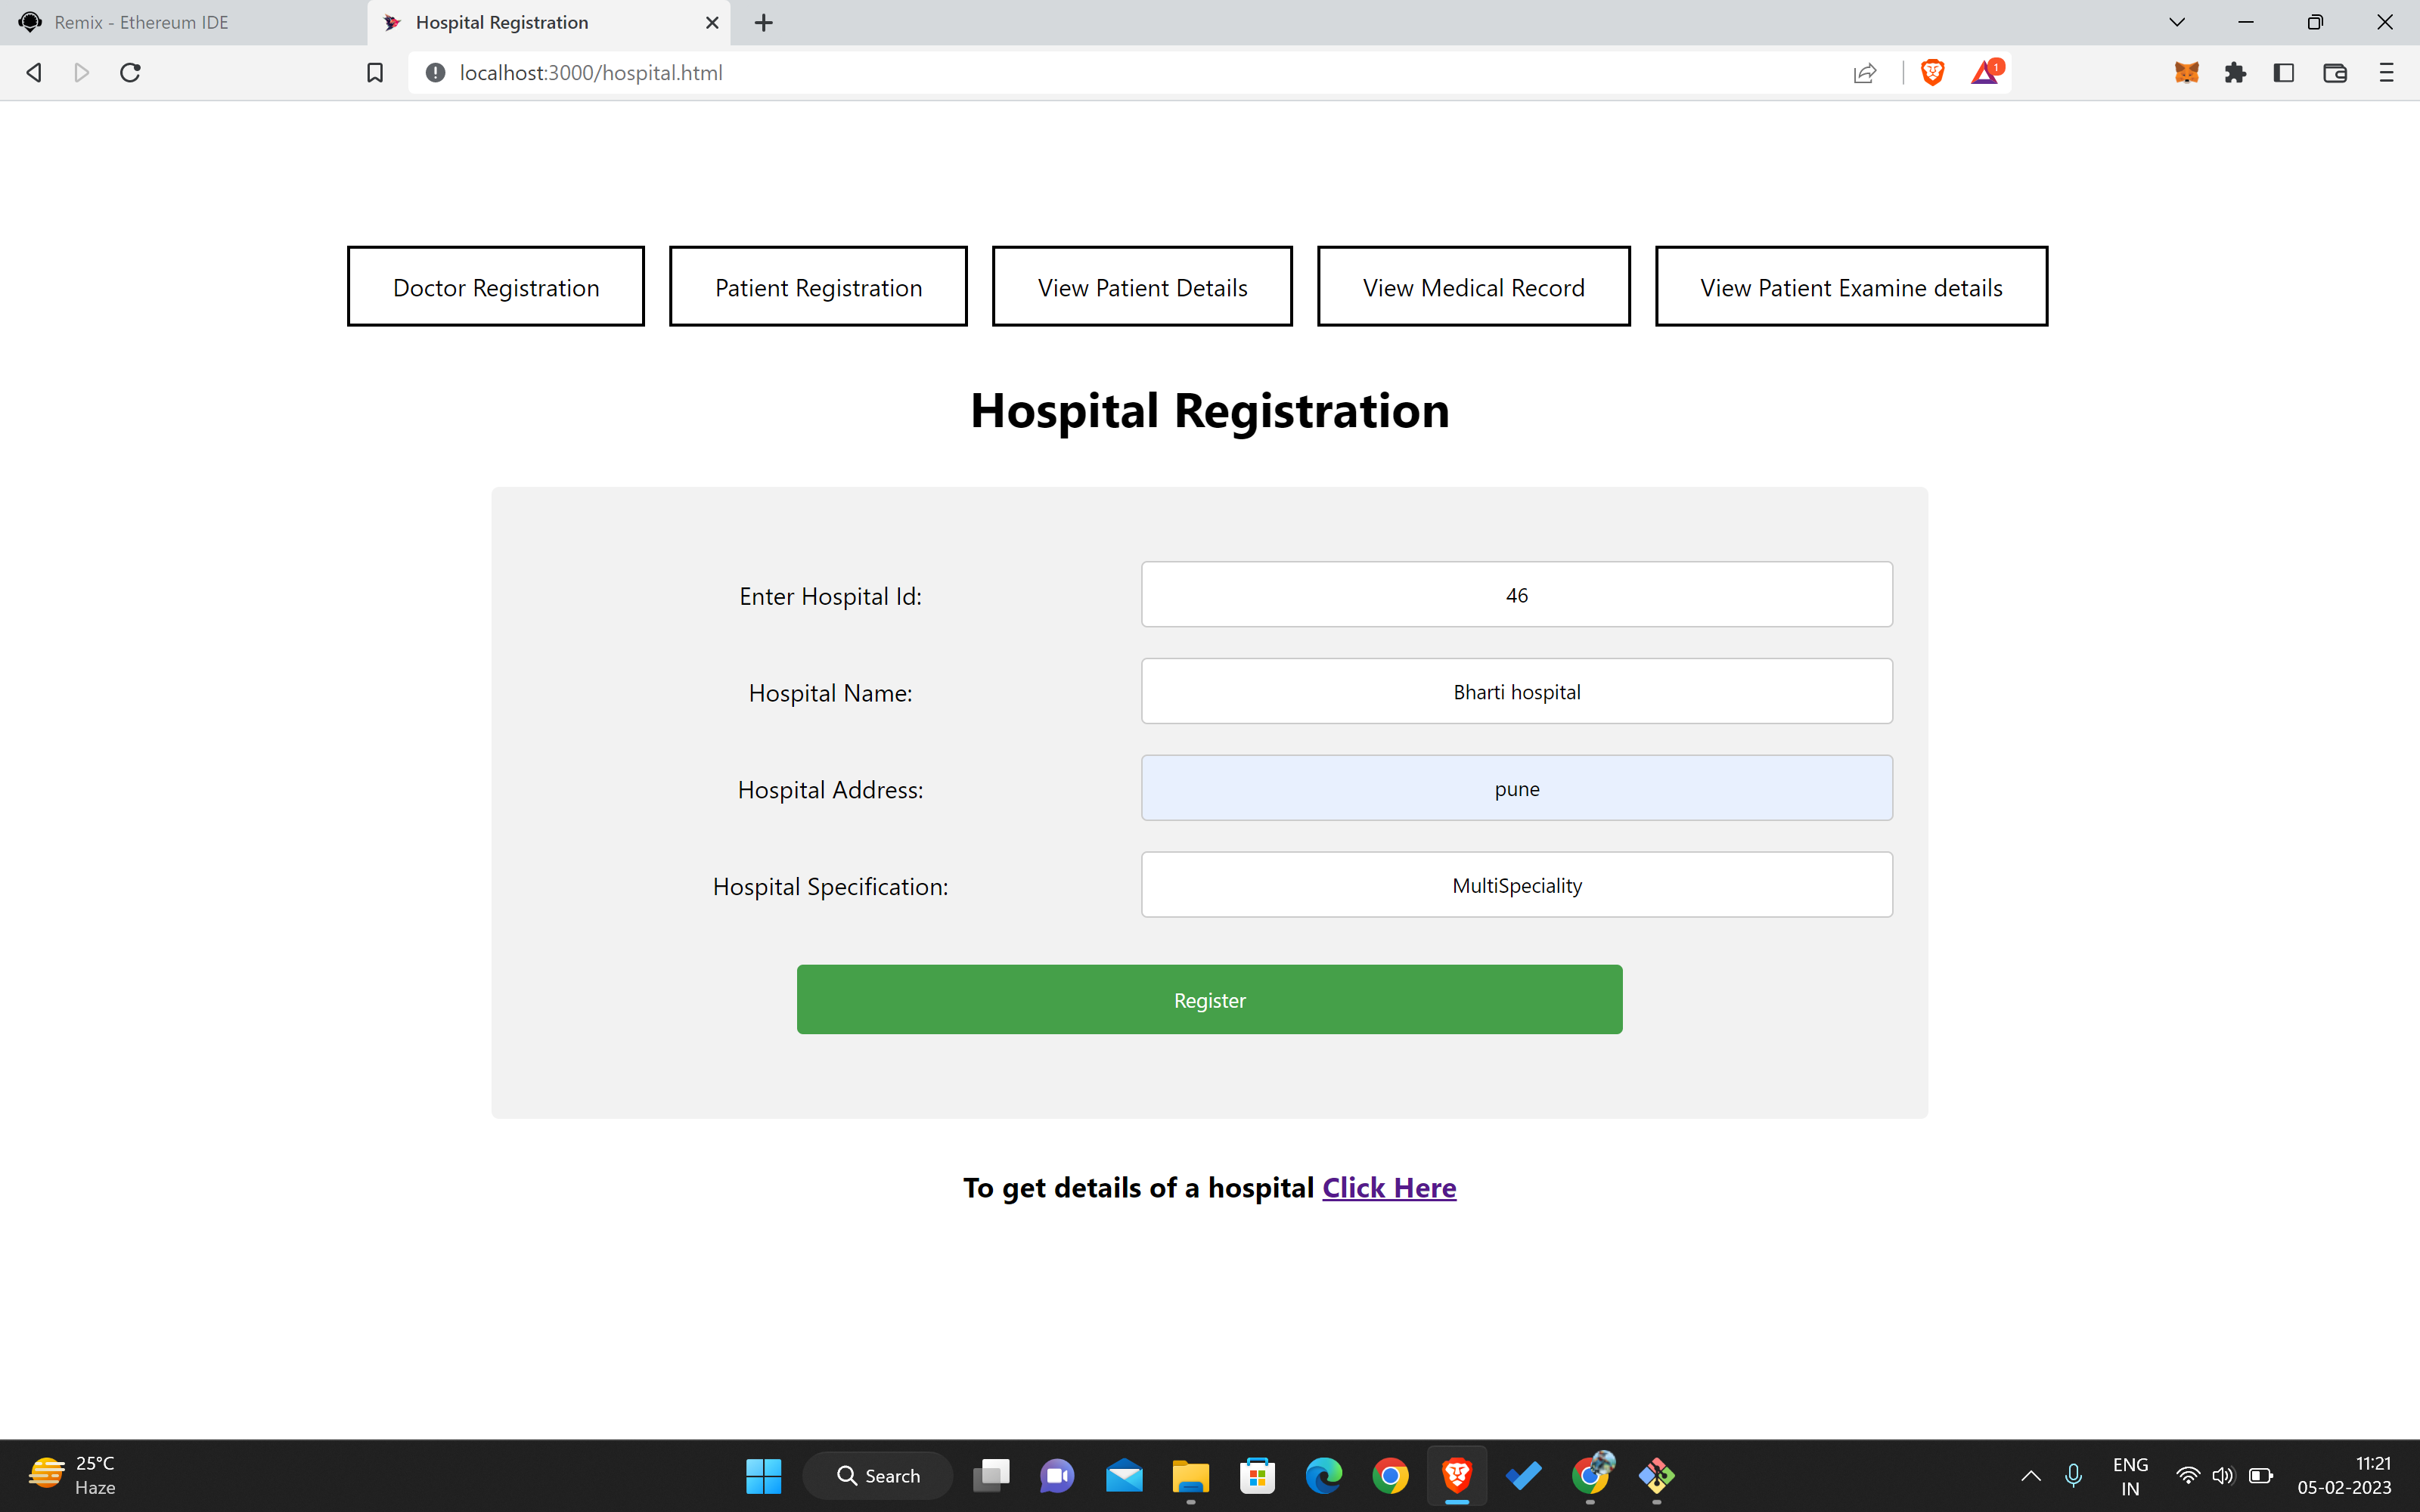 Remix - Ethereum IDE
Hospital Registration
localhost:3000/hospital.html
1
Doctor Registration
Patient Registration
View Patient Details
View Medical Record
View Patient Examine details
Hospital Registration
Enter Hospital Id:
46
Hospital Name:
Bharti hospital
Hospital Address:
pune
Hospital Specification:
MultiSpeciality
Register
To get details of a hospital Click Here
25°C
Haze
Search
ENG
IN
11:21
05-02-2023